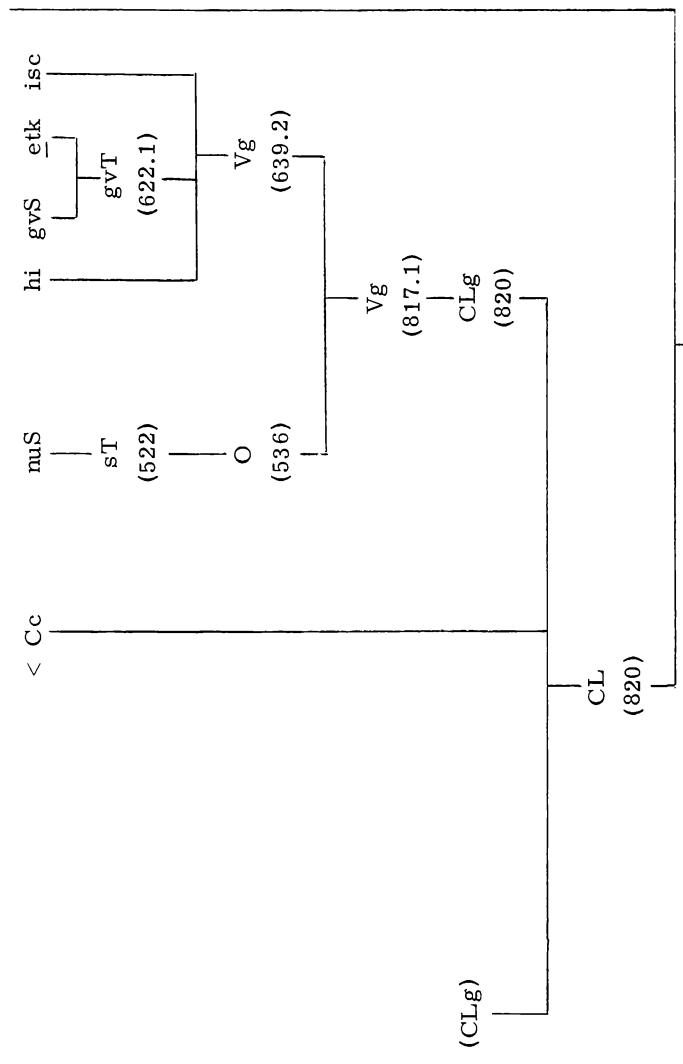 < Cc nuS hi gvS etk isc
sT gvT
(522) (622.1)
O Vg
(536) (639.2)
Vg
(817.1)
(CLg) CLg
(820)
CL
(820)